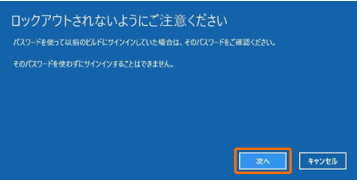 ロックアウトされないようにご注意ください
パスワードを使って以前のビルドにサインインしていた場合は、そのパスワードをご確認ください。
そのパスワードを使わずにサインインすることはできません。
次へ
キャンセル